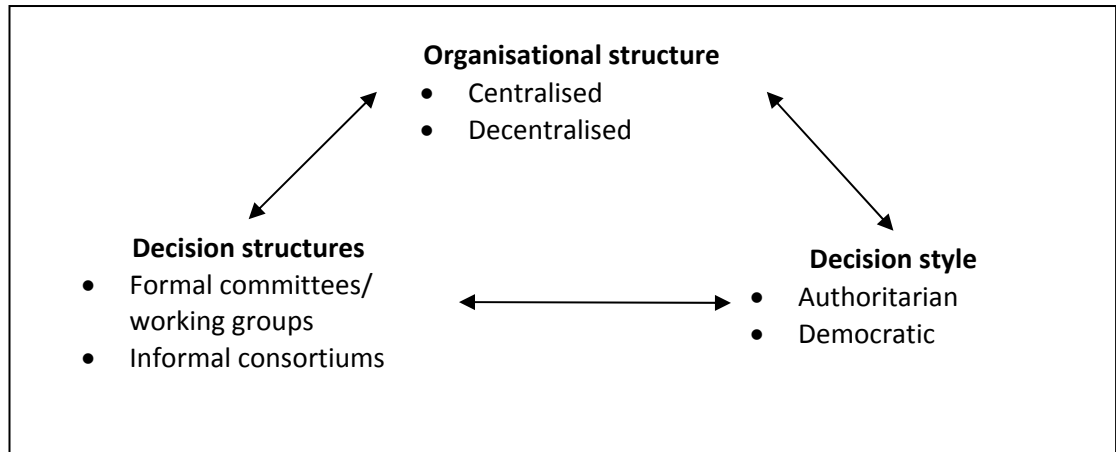 Organisational structure
• Centralised
• Decentralised
Decision structures
• Formal committees/
working groups
• Informal consortiums
Decision style
• Authoritarian
• Democratic